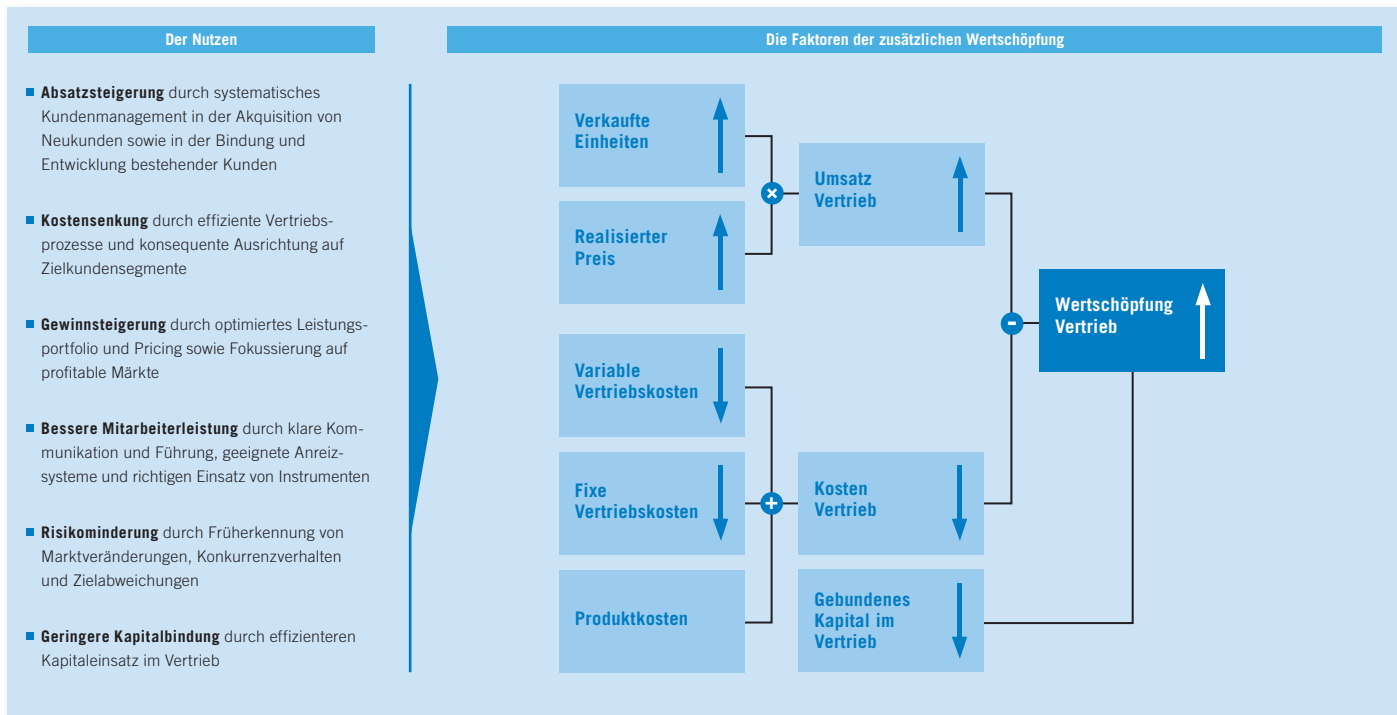 Der Nutzen
Absatzsteigerung durch systematisches
Kundenmanagement in der Akquisition von
Neukunden sowie in der Bindung und
Entwicklung bestehender Kunden
Kostensenkung durch effiziente Vertriebs-
prozesse und konsequente Ausrichtung auf
Zielkundensegmente
Gewinnsteigerung durch optimiertes Leistungs-
portfolio und Pricing sowie Fokussierung auf
profitable Märkte
Bessere Mitarbeiterleistung durch klare Kom-
munikation und Führung, geeignete Anreiz-
systeme und richtigen Einsatz von Instrumenten
Risikominderung durch Früherkennung von
Marktveränderungen, Konkurrenzverhalten
und Zielabweichungen
Geringere Kapitalbindung durch effizienteren
Kapitaleinsatz im Vertrieb
Die Faktoren der zusätzlichen Wertschöpfung
Verkaufte
Einheiten
Realisierter
Preis
×
Umsatz
Vertrieb
Variable
Vertriebskosten
Fixe
Vertriebskosten
Produktkosten
+
Kosten
Vertrieb
Gebundenes
Kapital im
Vertrieb
-
Wertschöpfung
Vertrieb